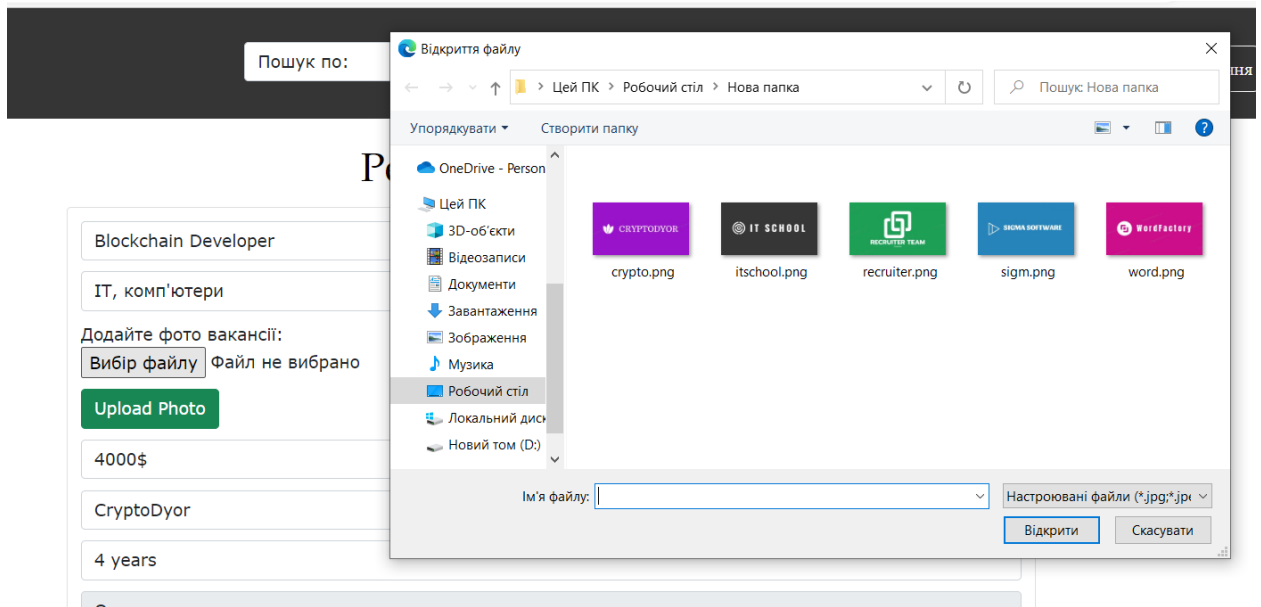 Пошук по:
ня
Відкриття файлу
Цей ПК > Робочий стіл > Нова папка
Пошук: Нова папка
Упорядкувати
Створити папку
OneDrive - Person
Цей ПК
3D-об'єкти
Відеозаписи
Документи
Завантаження
Зображення
Музика
Робочий стіл
Локальний диск
Новий том (D:)
CRYPTODYOR
IT SCHOOL
RECRUITER TEAM
SIGMA SOFTWARE
WordFactory
crypto.png
itschool.png
recruiter.png
sigm.png
word.png
Ім'я файлу:
Настроювані файли (*.jpg;*.jpe
Відкрити
Скасувати
Blockchain Developer
IT, комп'ютери
Додайте фото вакансії:
Вибір файлу Файл не вибрано
Upload Photo
4000$
CryptoDyor
4 years